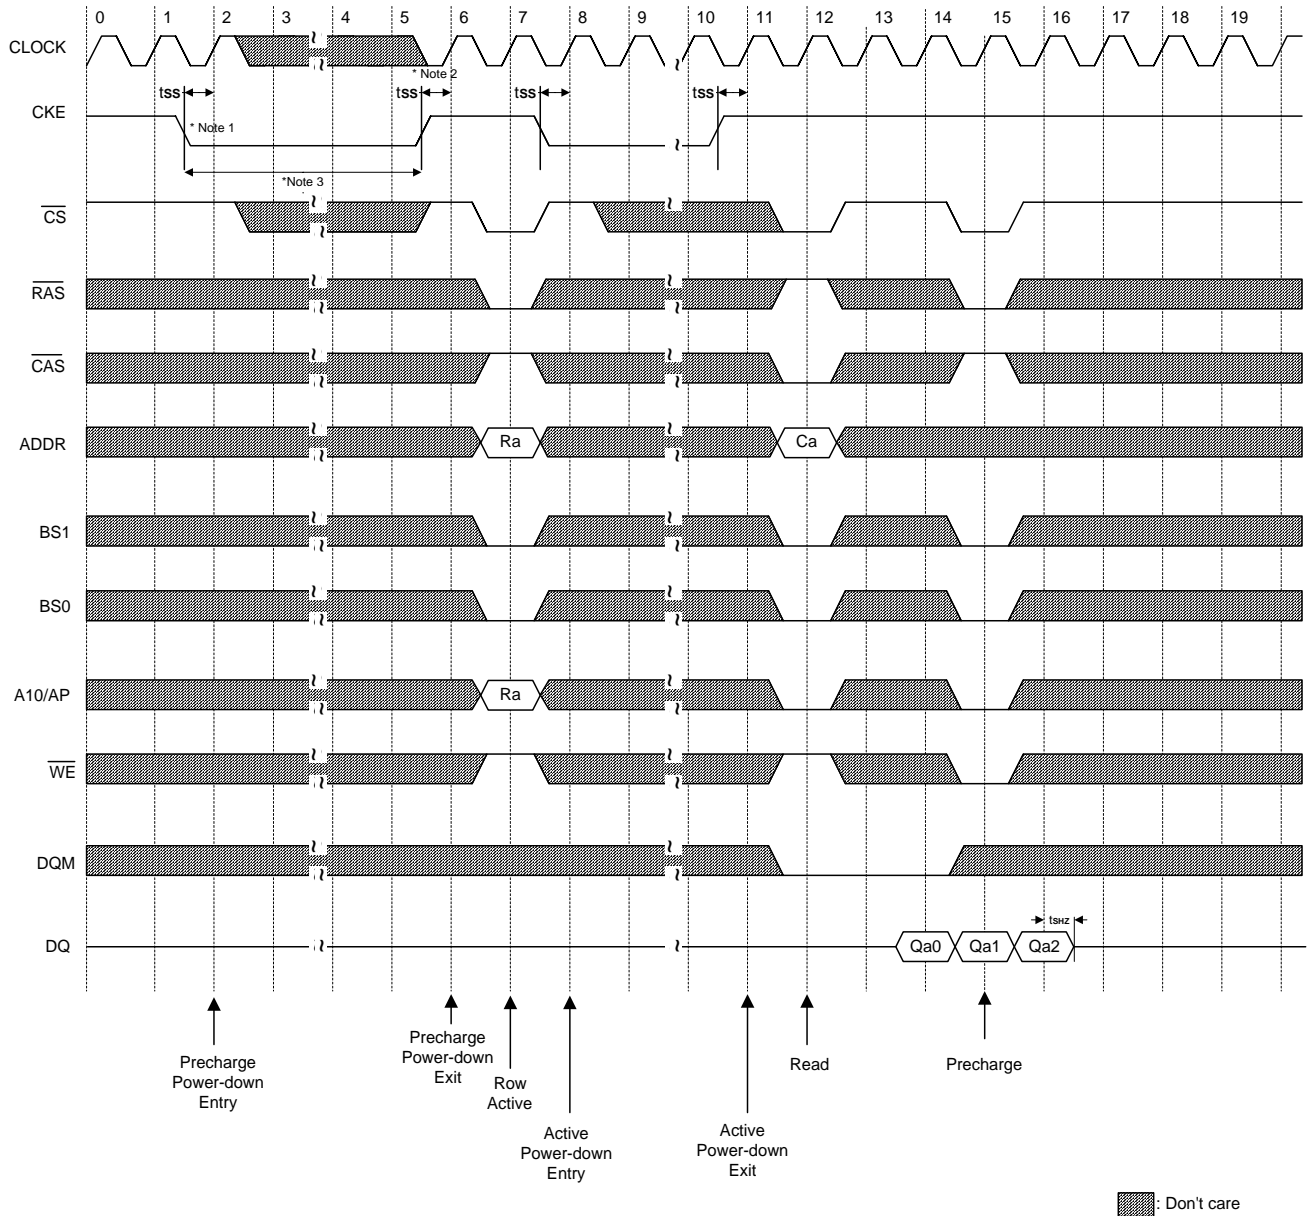 0 1 2 3 4 5 6 7 8 9 10 11 12 13 14 15 16 17 18 19
CLOCK
* Note 2
tSS tSS tSS tSS
CKE
* Note 1
*Note 3
CS
RAS
CAS
ADDR Ra Ca
BS1
BS0
A10/AP Ra
WE
DQM
tSHZ
DQ Qa0 Qa1 Qa2
Precharge
Power-down
Entry
Precharge
Power-down
Exit
Row
Active
Active
Power-down
Entry
Active
Power-down
Exit
Read
Precharge
: Don't care